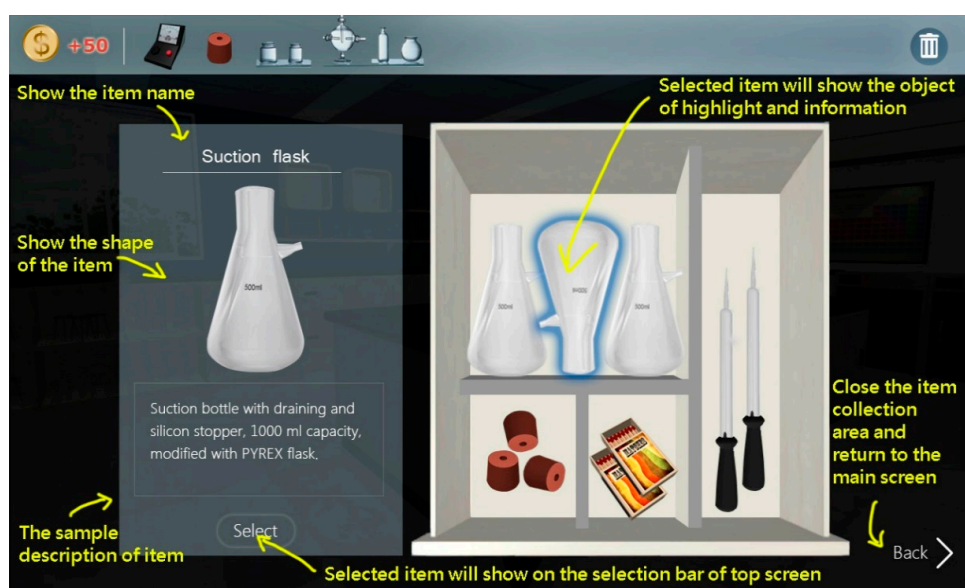 +50
Show the item name
Selected item will show the object
of highlight and information
Suction flask
Show the shape
of the item
500ml
500ml
500ml
Suction bottle with draining and
silicon stopper, 1000 ml capacity,
modified with PYREX flask,
Close the item
collection
area and
return to the
main screen
The sample
description of item
Select
Back
Selected item will show on the selection bar of top screen